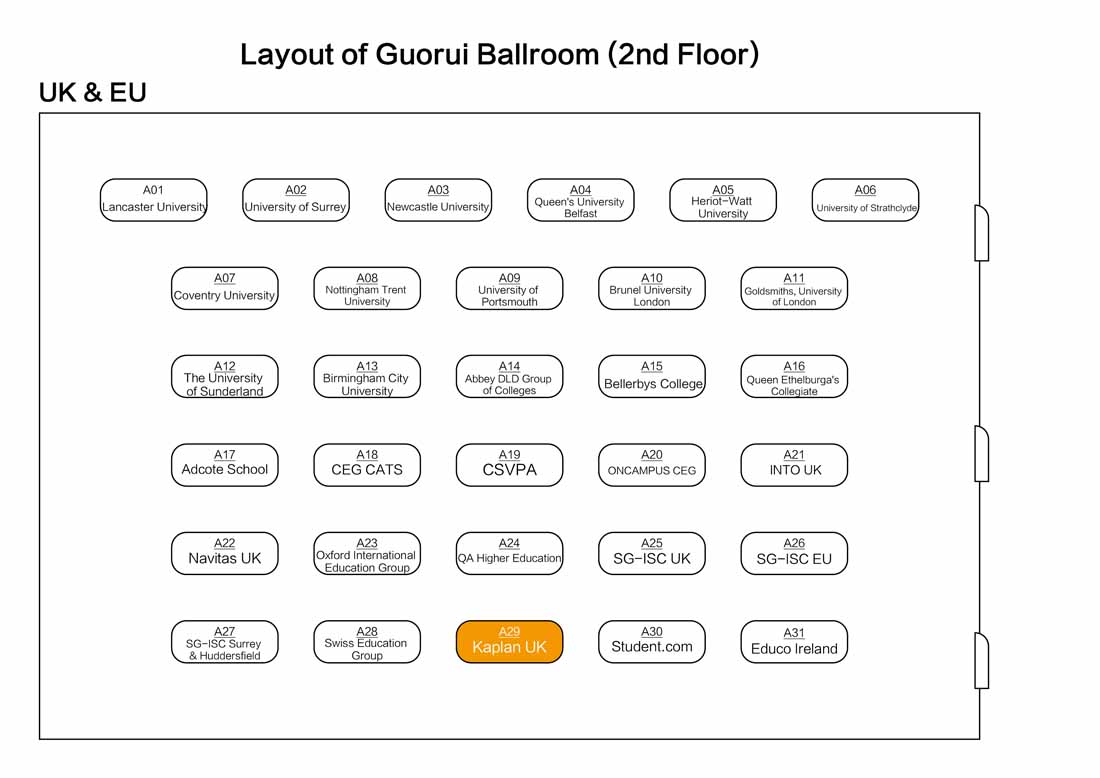 Layout of Guorui Ballroom (2nd Floor)
UK & EU
A01
Lancaster University
A02
University of Surrey
A03
Newcastle University
A04
Queen's University
Belfast
A05
Heriot-Watt
University
A06
University of Strathclyde
A07
Coventry University
A08
Nottingham Trent
University
A09
University of
Portsmouth
A10
Brunel University
London
A11
Goldsmiths, University
of London
A12
The University
of Sunderland
A13
Birmingham City
University
A14
Abbey DLD Group
of Colleges
A15
Bellerbys College
A16
Queen Ethelburga's
Collegiate
A17
Adcote School
A18
CEG CATS
A19
CSVPA
A20
ONCAMPUS CEG
A21
INTO UK
A22
Navitas UK
A23
Oxford International
Education Group
A24
QA Higher Education
A25
SG-ISC UK
A26
SG-ISC EU
A27
SG-ISC Surrey
& Huddersfield
A28
Swiss Education
Group
A29
Kaplan UK
A30
Student.com
A31
Educo Ireland